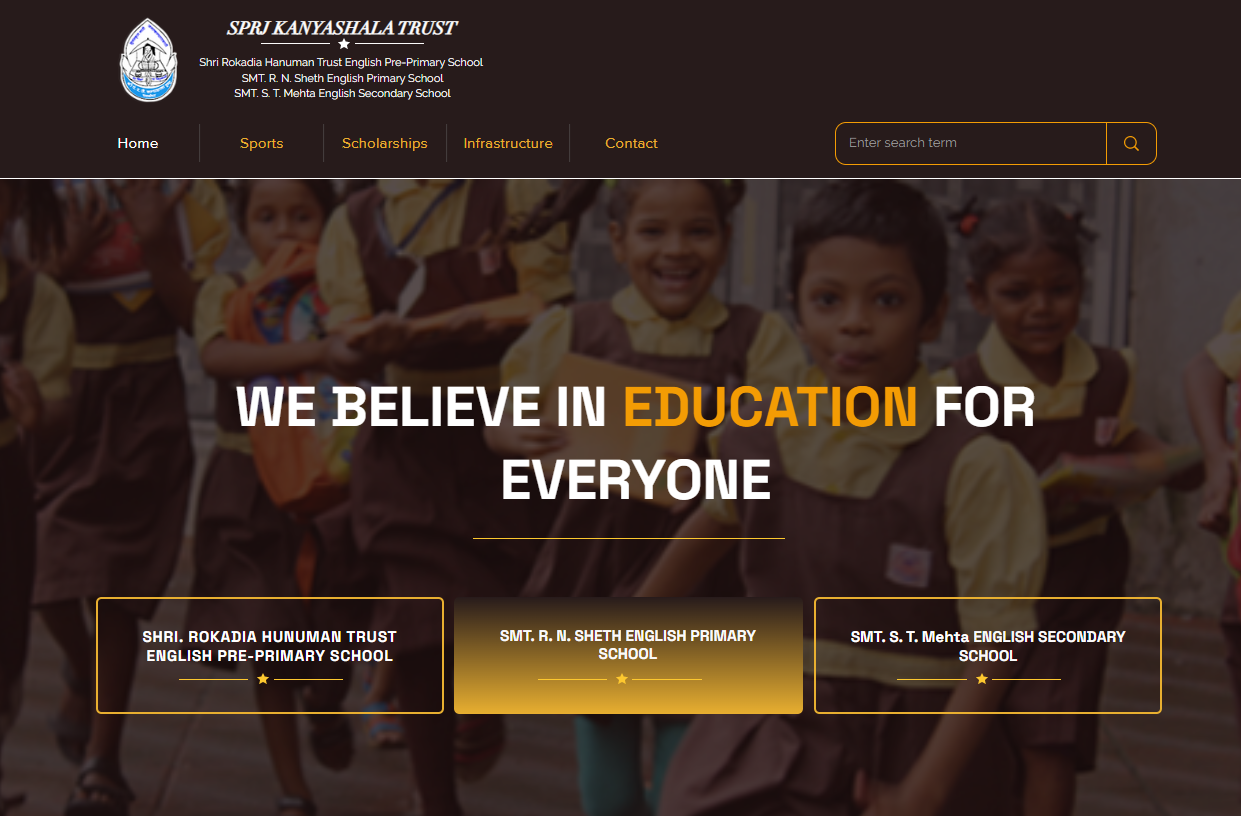 SPRJ KANYASHALA TRUST
Shri Rokadia Hanuman Trust English Pre-Primary School
SMT. R. N. Sheth English Primary School
SMT. S. T. Mehta English Secondary School
Home Sports Scholarships Infrastructure Contact Enter search term
WE BELIEVE IN EDUCATION FOR
EVERYONE
SHRI. ROKADIA HUNUMAN TRUST
ENGLISH PRE-PRIMARY SCHOOL
SMT. R. N. SHETH ENGLISH PRIMARY
SCHOOL
SMT. S. T. Mehta ENGLISH SECONDARY
SCHOOL